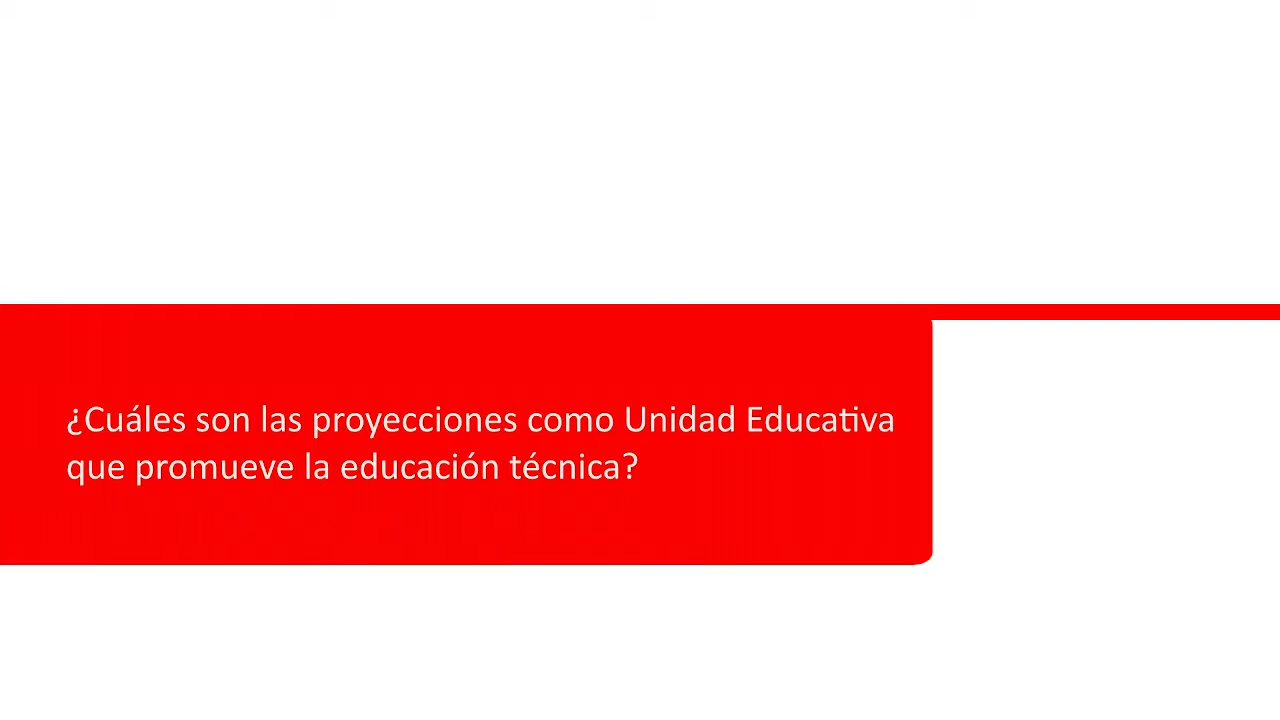 ¿Cuáles son las proyecciones como Unidad Educativa
que promueve la educación técnica?